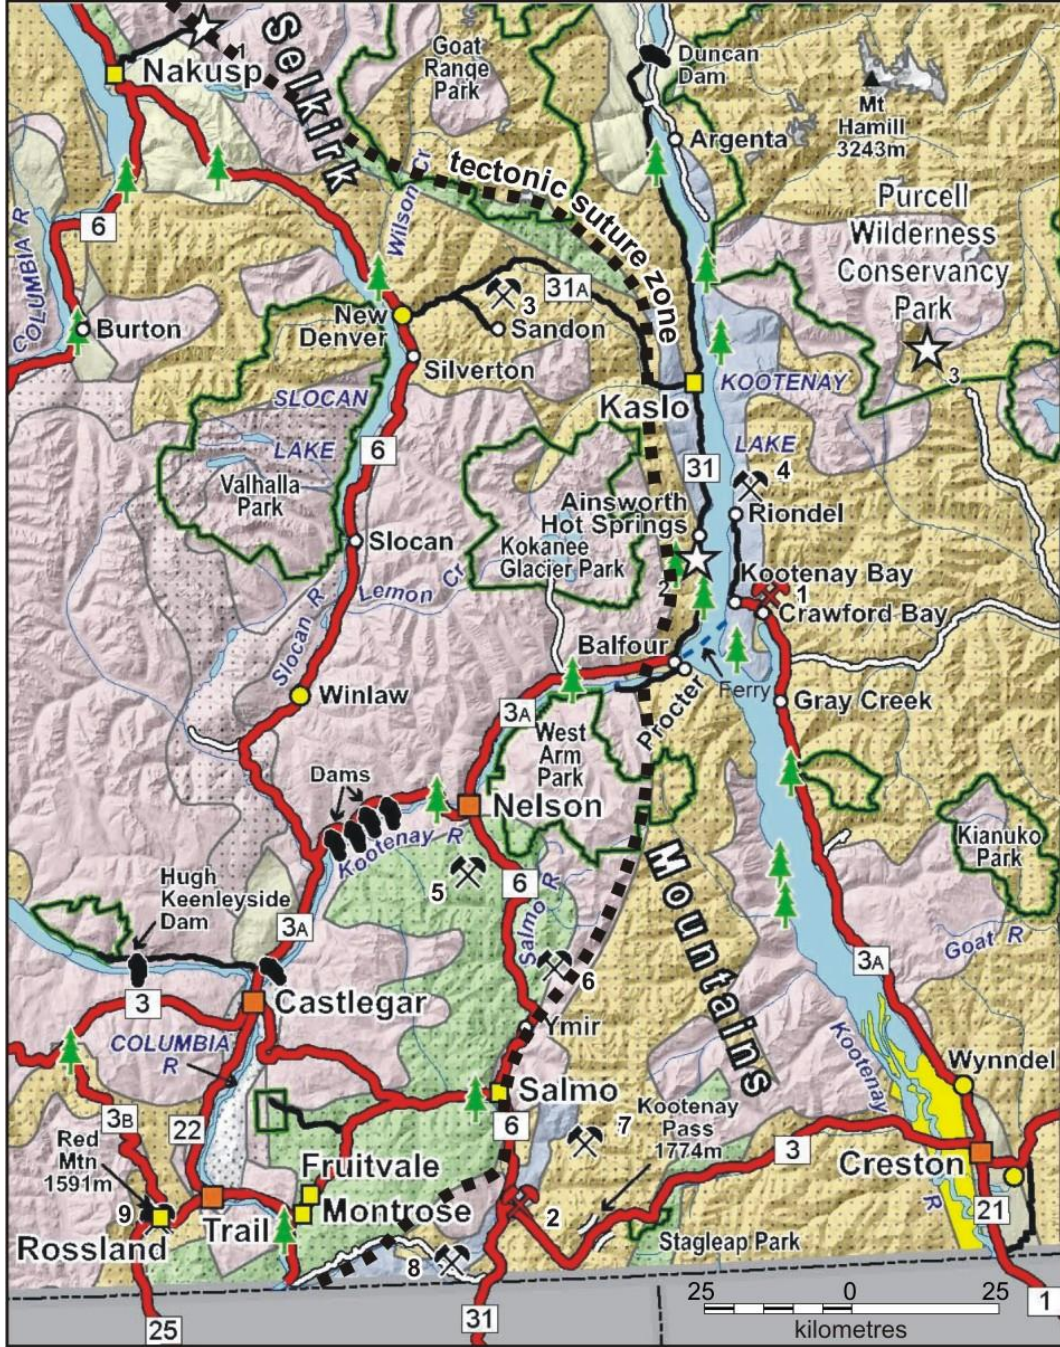 Selkirk
1
Nakusp
Goat
Range
Park
Duncan
Dam
Mt
Hamill
3243m
Argenta
tectonic suture zone
Wilson Cr
Purcell
Wilderness
Conservancy
Park
3
COLUMBIA R
6
Burton
New
Denver
31A
3
Sandon
Silverton
SLOCAN
LAKE
KOOTENAY
LAKE
Kaslo
6
31
4
Valhalla
Park
Ainsworth
Hot Springs
Riondel
Slocan
Kokanee
Glacier Park
Lemon Cr
2
Kootenay Bay
1
Crawford Bay
Slocan R
Balfour
Ferry
Procter
Winlaw
Gray Creek
3A
West
Arm
Park
Dams
Nelson
Kootenay R
Mountains
Kianuko
Park
5
6
Salmo R
Hugh
Keenleyside
Dam
3A
3A
Goat R
6
3
Castlegar
Ymir
COLUMBIA
R
Kootenay
R
Wynndel
Salmo
3B
22
6
7
Kootenay
Pass
1774m
3
Red
Mtn
1591m
Fruitvale
Creston
9
Montrose
2
21
Rossland
Trail
Stagleap Park
8
25
31
1
25 0 25
kilometres